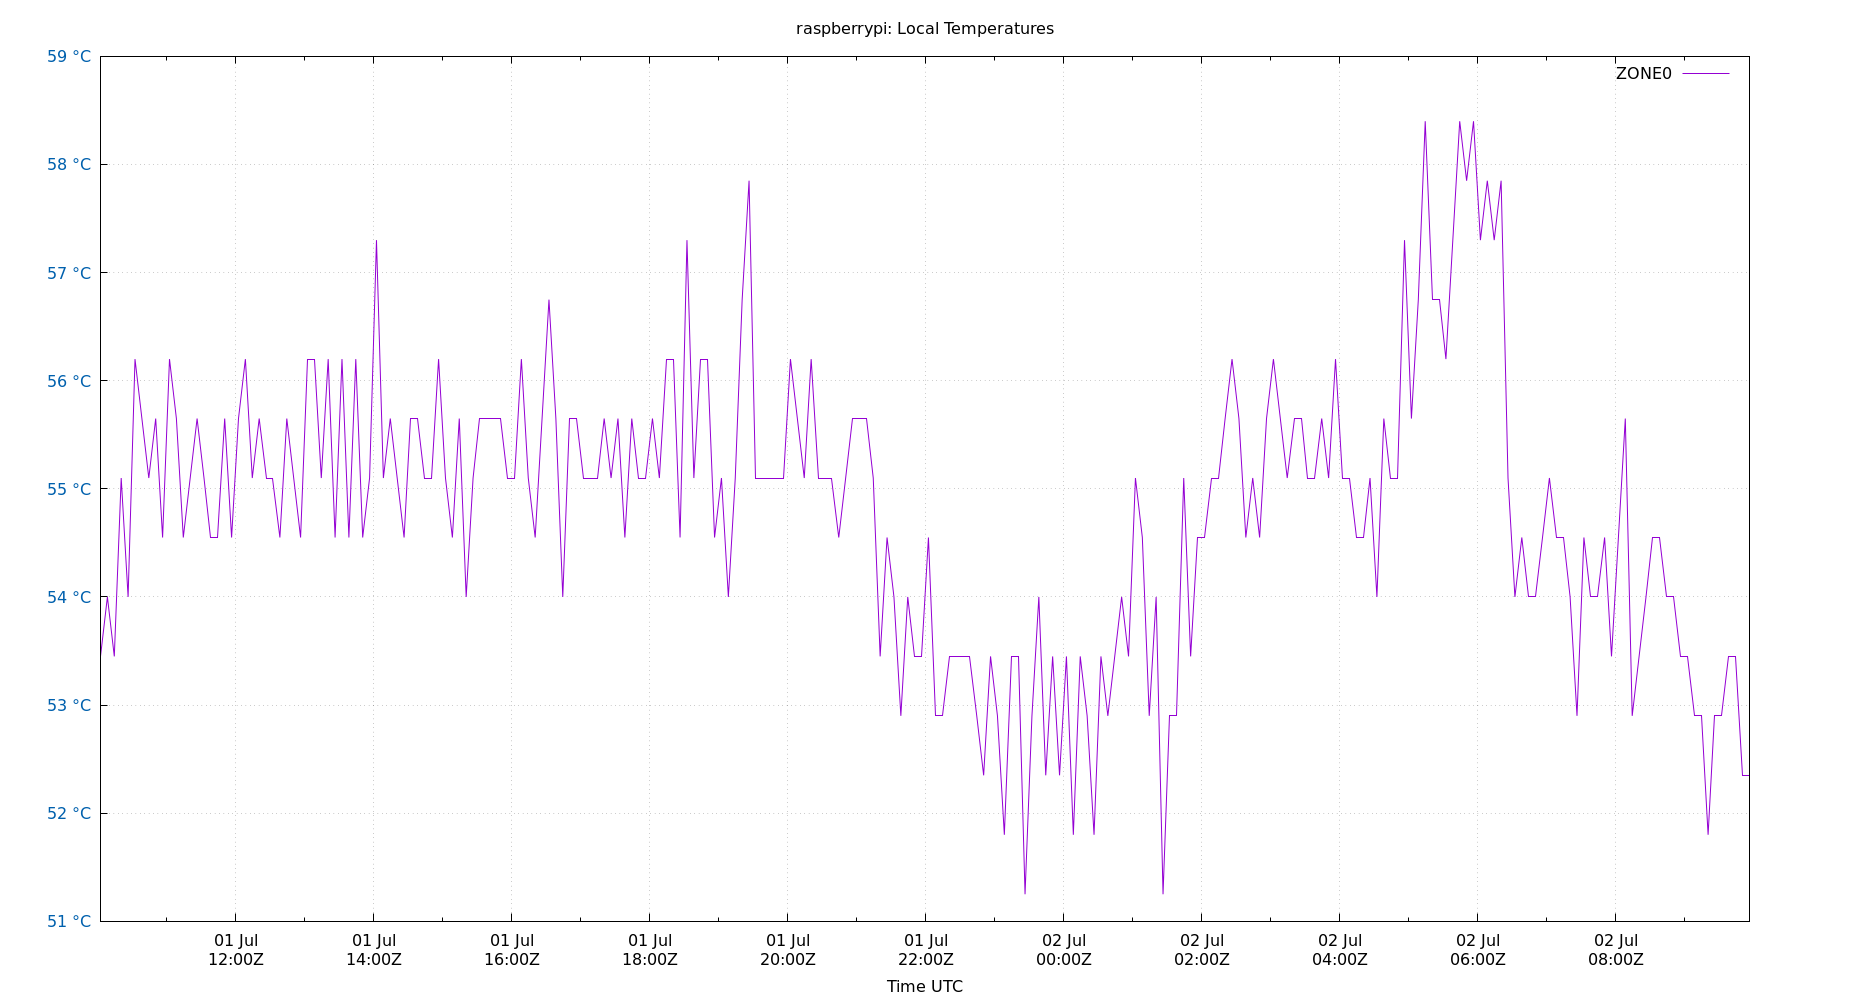 raspberrypi: Local Temperatures
59 °C
ZONE0
58 °C
57 °C
56 °C
55 °C
54 °C
53 °C
52 °C
51 °C
01 Jul 01 Jul 01 Jul 01 Jul 01 Jul 01 Jul 02 Jul 02 Jul 02 Jul 02 Jul 02 Jul
12:00Z 14:00Z 16:00Z 18:00Z 20:00Z 22:00Z 00:00Z 02:00Z 04:00Z 06:00Z 08:00Z
Time UTC